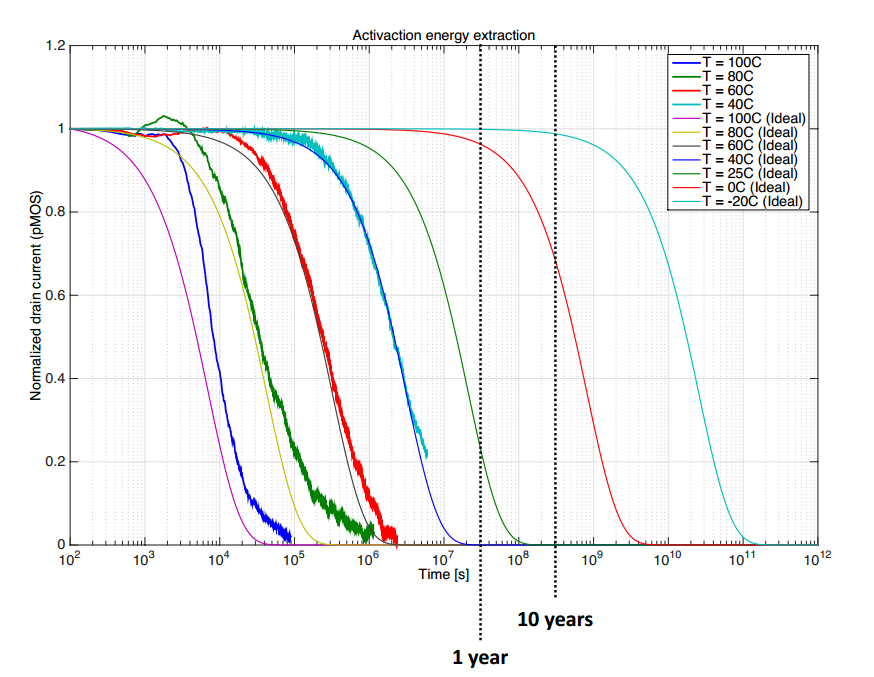 Activaction energy extraction
1.2
1
0.8
0.6
0.4
0.2
0
Normalized drain current (pMOS)
T = 100C
T = 80C
T = 60C
T = 40C
T = 100C (Ideal)
T = 80C (Ideal)
T = 60C (Ideal)
T = 40C (Ideal)
T = 25C (Ideal)
T = 0C (Ideal)
T = -20C (Ideal)
10² 10³ 10⁴ 10⁵ 10⁶ 10⁷ 10⁸ 10⁹ 10¹⁰ 10¹¹ 10¹²
Time [s]
10 years
1 year